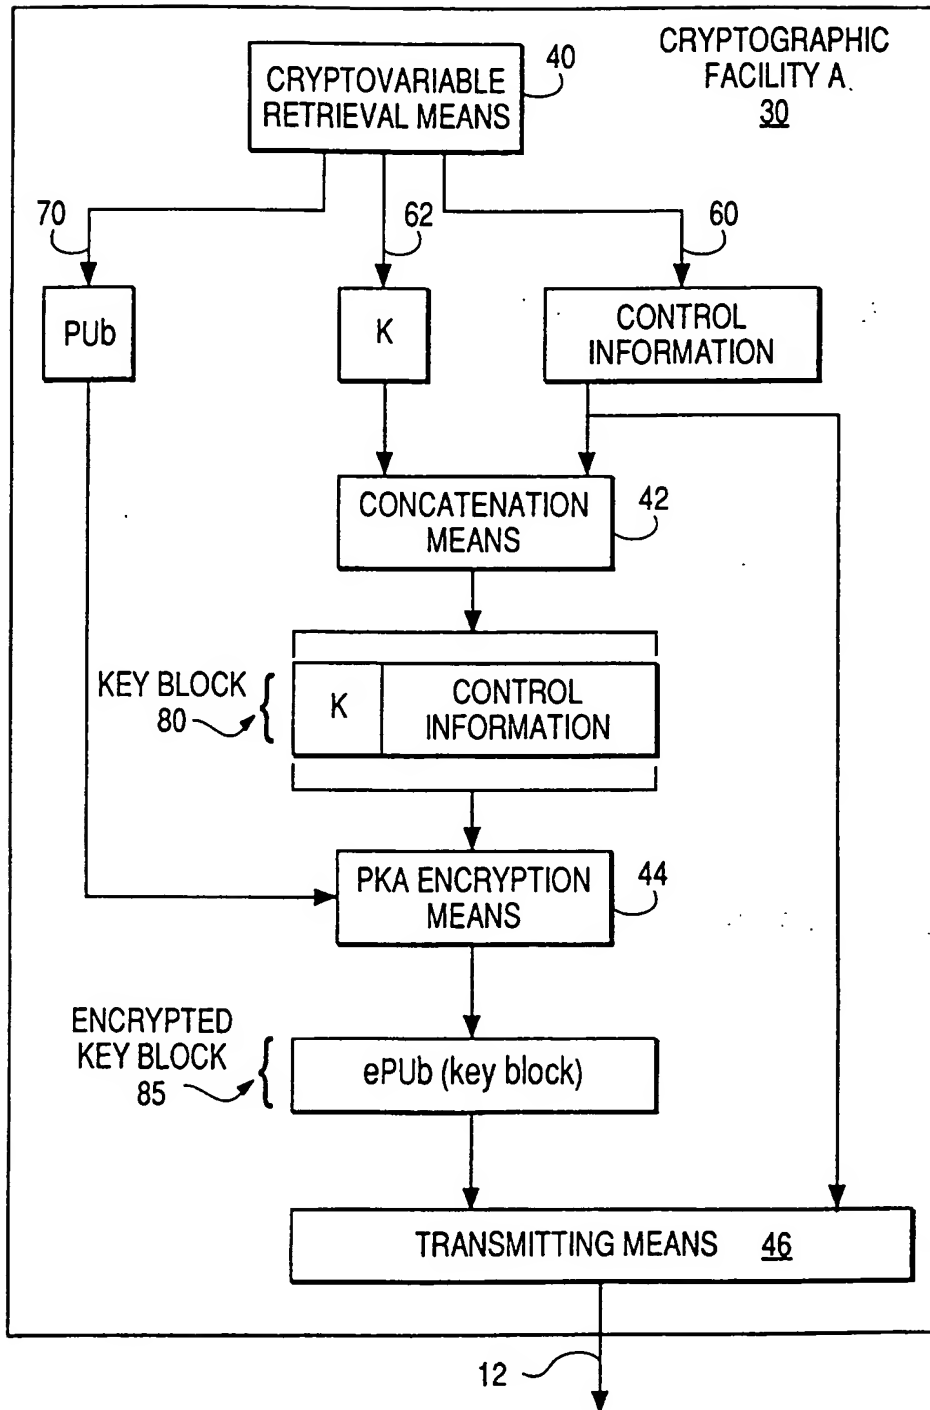 CRYPTOGRAPHIC
FACILITY A
30
CRYPTOVARIABLE
RETRIEVAL MEANS
40
70
62
60
PUb
K
CONTROL
INFORMATION
CONCATENATION
MEANS
42
KEY BLOCK
80
K
CONTROL
INFORMATION
PKA ENCRYPTION
MEANS
44
ENCRYPTED
KEY BLOCK
85
ePUb (key block)
TRANSMITTING MEANS 46
12